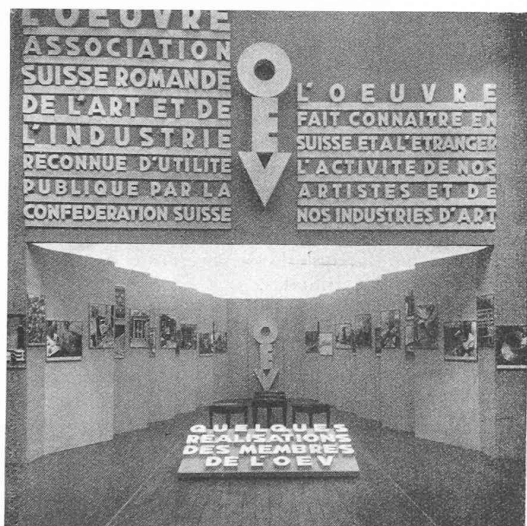 L'OEUVRE
ASSOCIATION
SUISSE ROMANDE
DE L'ART ET DE
L'INDUSTRIE
RECONNUE D'UTILITE
PUBLIQUE PAR LA
CONFEDERATION SUISSE
OEV
L'OEUVRE
FAIT CONNAITRE EN
SUISSE ET A L'ETRANGER
L'ACTIVITE DE NOS
ARTISTES ET DE
NOS INDUSTRIES D'ART
OEV
QUELQUES
REALISATIONS
DES MEMBRES
DE L'OEV